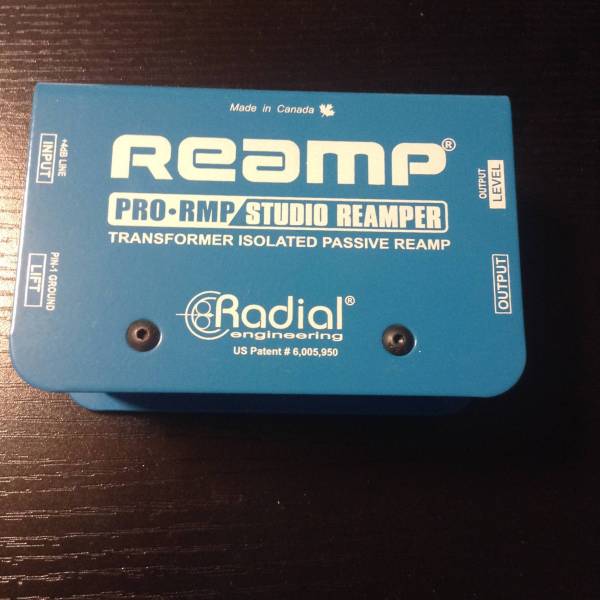 Made in Canada
Reamp®
PRO•RMP/STUDIO REAMPER
TRANSFORMER ISOLATED PASSIVE REAMP
+4dB LINE
INPUT
PIN-1 GROUND
LIFT
OUTPUT
LEVEL
OUTPUT
Radial®
engineering
US Patent # 6,005,950